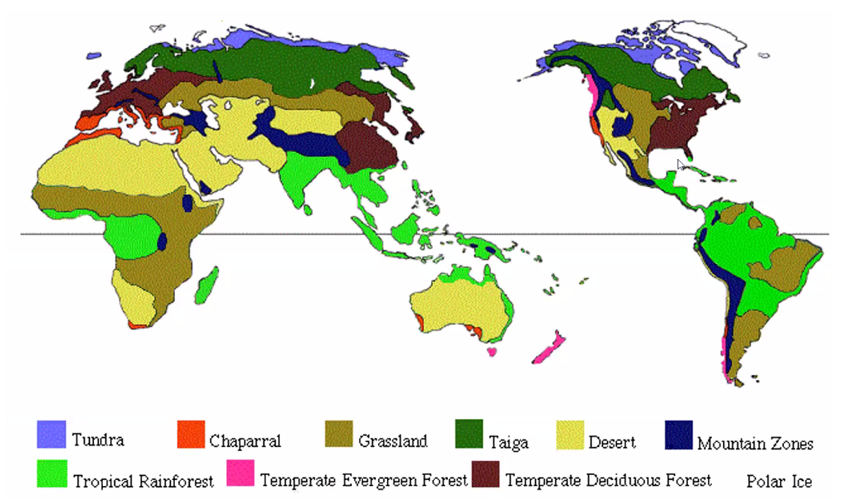 Tundra Chaparral Grassland Taiga Desert Mountain Zones
Tropical Rainforest Temperate Evergreen Forest Temperate Deciduous Forest Polar Ice